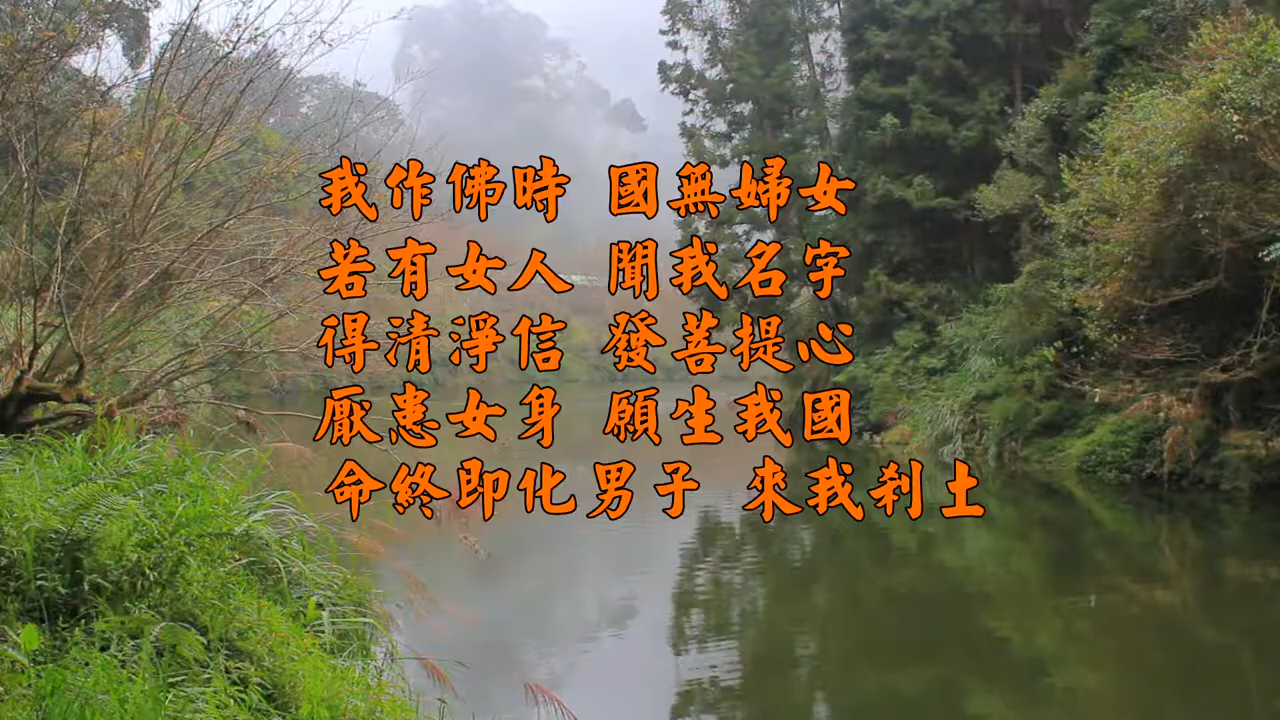 我作佛時 國無婦女
若有女人 聞我名字
得清淨信 發菩提心
厭患女身 願生我國
命終即化男子 來我刹土